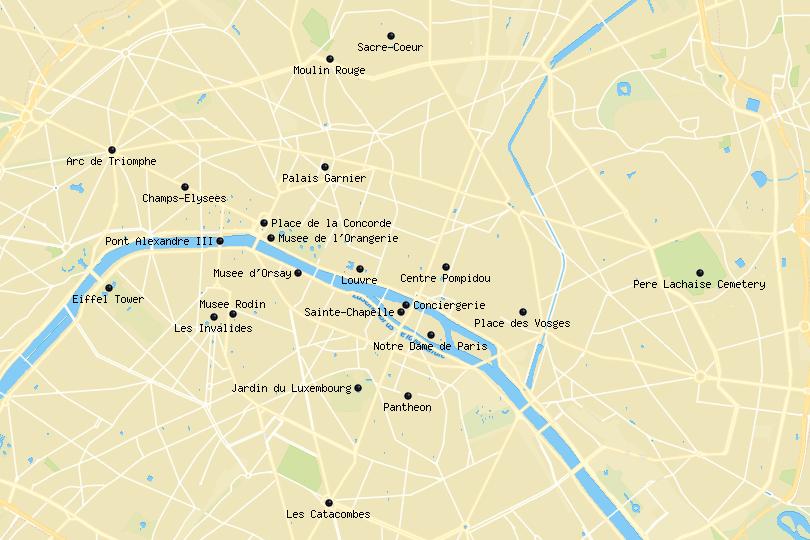 Sacre-Coeur
Moulin Rouge
Arc de Triomphe
Palais Garnier
Champs-Elysees
Place de la Concorde
Pont Alexandre III
Musee de l'Orangerie
Musee d'Orsay
Louvre
Centre Pompidou
Pere Lachaise Cemetery
Eiffel Tower
Musee Rodin
Conciergerie
Sainte-Chapelle
Les Invalides
Place des Vosges
Notre Dame de Paris
Jardin du Luxembourg
Pantheon
Les Catacombes